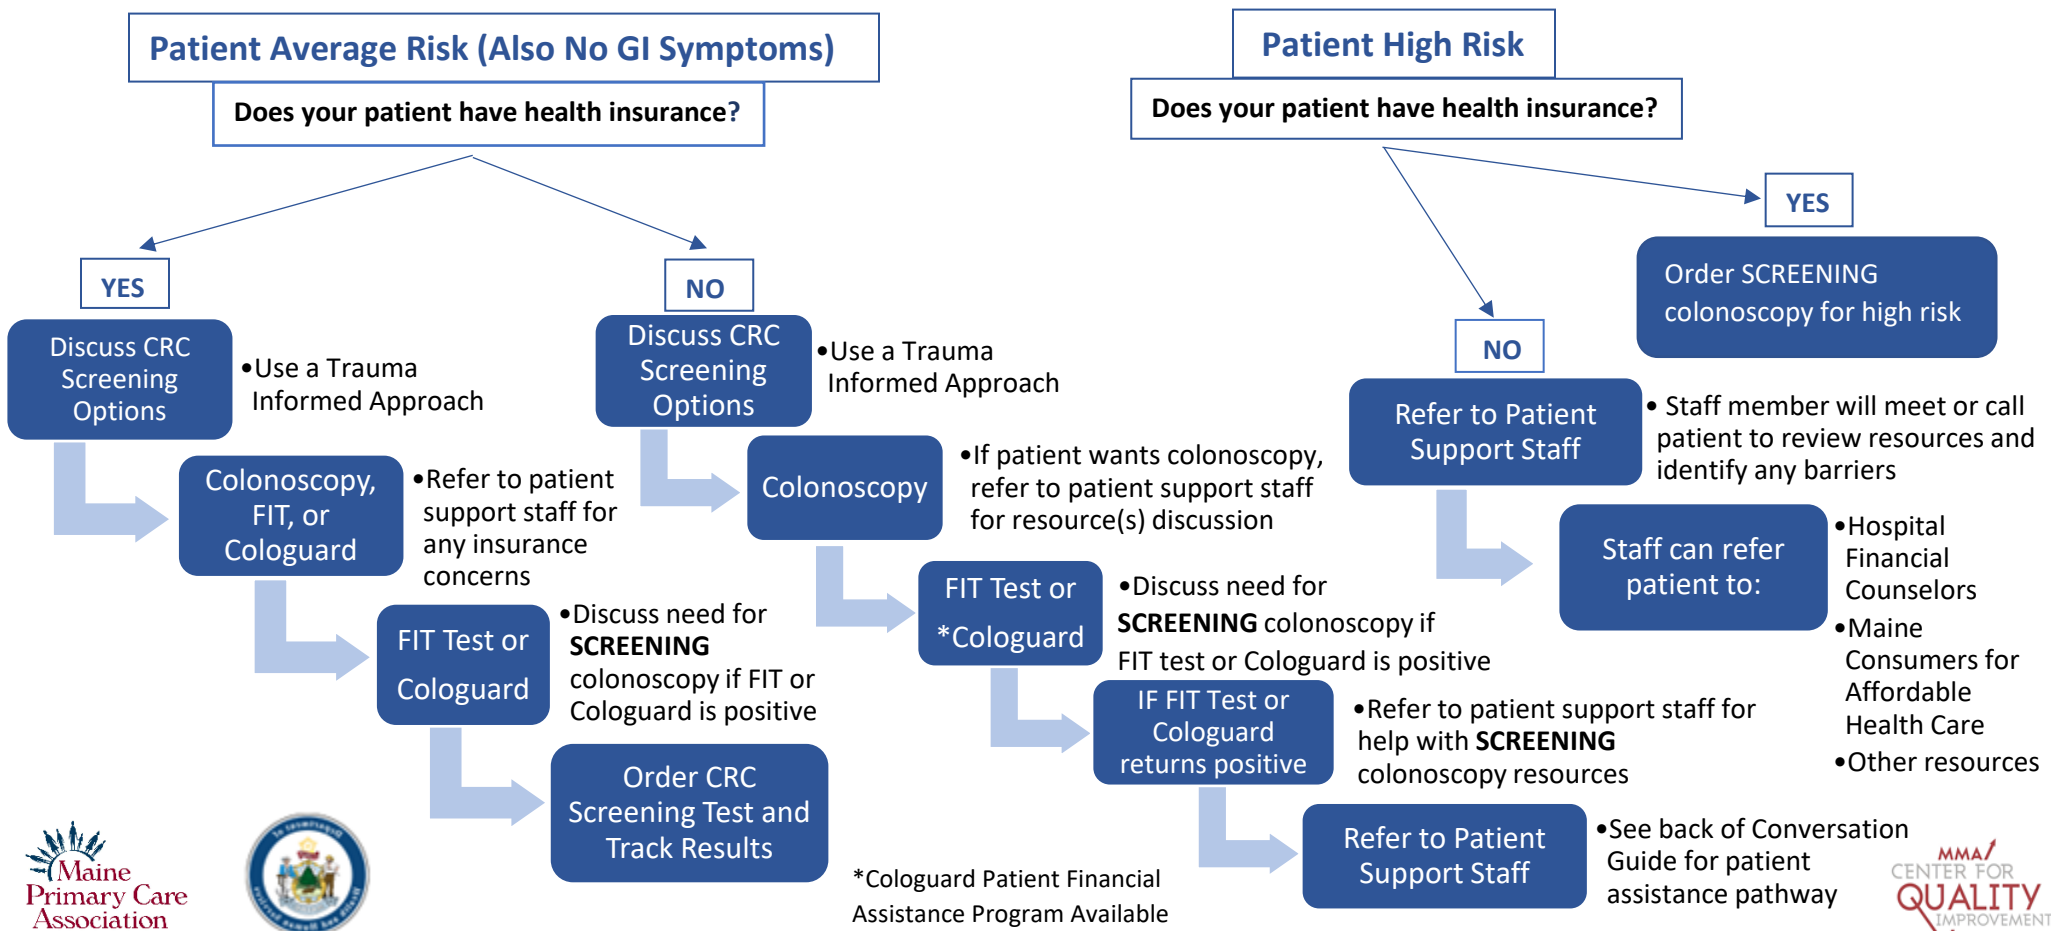 Patient Average Risk (Also No GI Symptoms)
Does your patient have health insurance?
YES
Discuss CRC
Screening
Options
•Use a Trauma
Informed Approach
Colonoscopy,
FIT, or
Cologuard
•Refer to patient
support staff for
any insurance
concerns
FIT Test or
Cologuard
•Discuss need for
SCREENING
colonoscopy if FIT or
Cologuard is positive
Order CRC
Screening Test and
Track Results
NO
Discuss CRC
Screening
Options
•Use a Trauma
Informed Approach
Colonoscopy
•If patient wants colonoscopy,
refer to patient support staff
for resource(s) discussion
FIT Test or
*Cologuard
•Discuss need for
SCREENING colonoscopy if
FIT test or Cologuard is positive
IF FIT Test or
Cologuard
returns positive
•Refer to patient support staff for
help with SCREENING
colonoscopy resources
Refer to Patient
Support Staff
•See back of Conversation
Guide for patient
assistance pathway
*Cologuard Patient Financial
Assistance Program Available
Patient High Risk
Does your patient have health insurance?
YES
Order SCREENING
colonoscopy for high risk
NO
Refer to Patient
Support Staff
• Staff member will meet or call
patient to review resources and
identify any barriers
Staff can refer
patient to:
•Hospital
Financial
Counselors
•Maine
Consumers for
Affordable
Health Care
•Other resources
Maine
Primary Care
Association
MMA
CENTER FOR
QUALITY
IMPROVEMENT